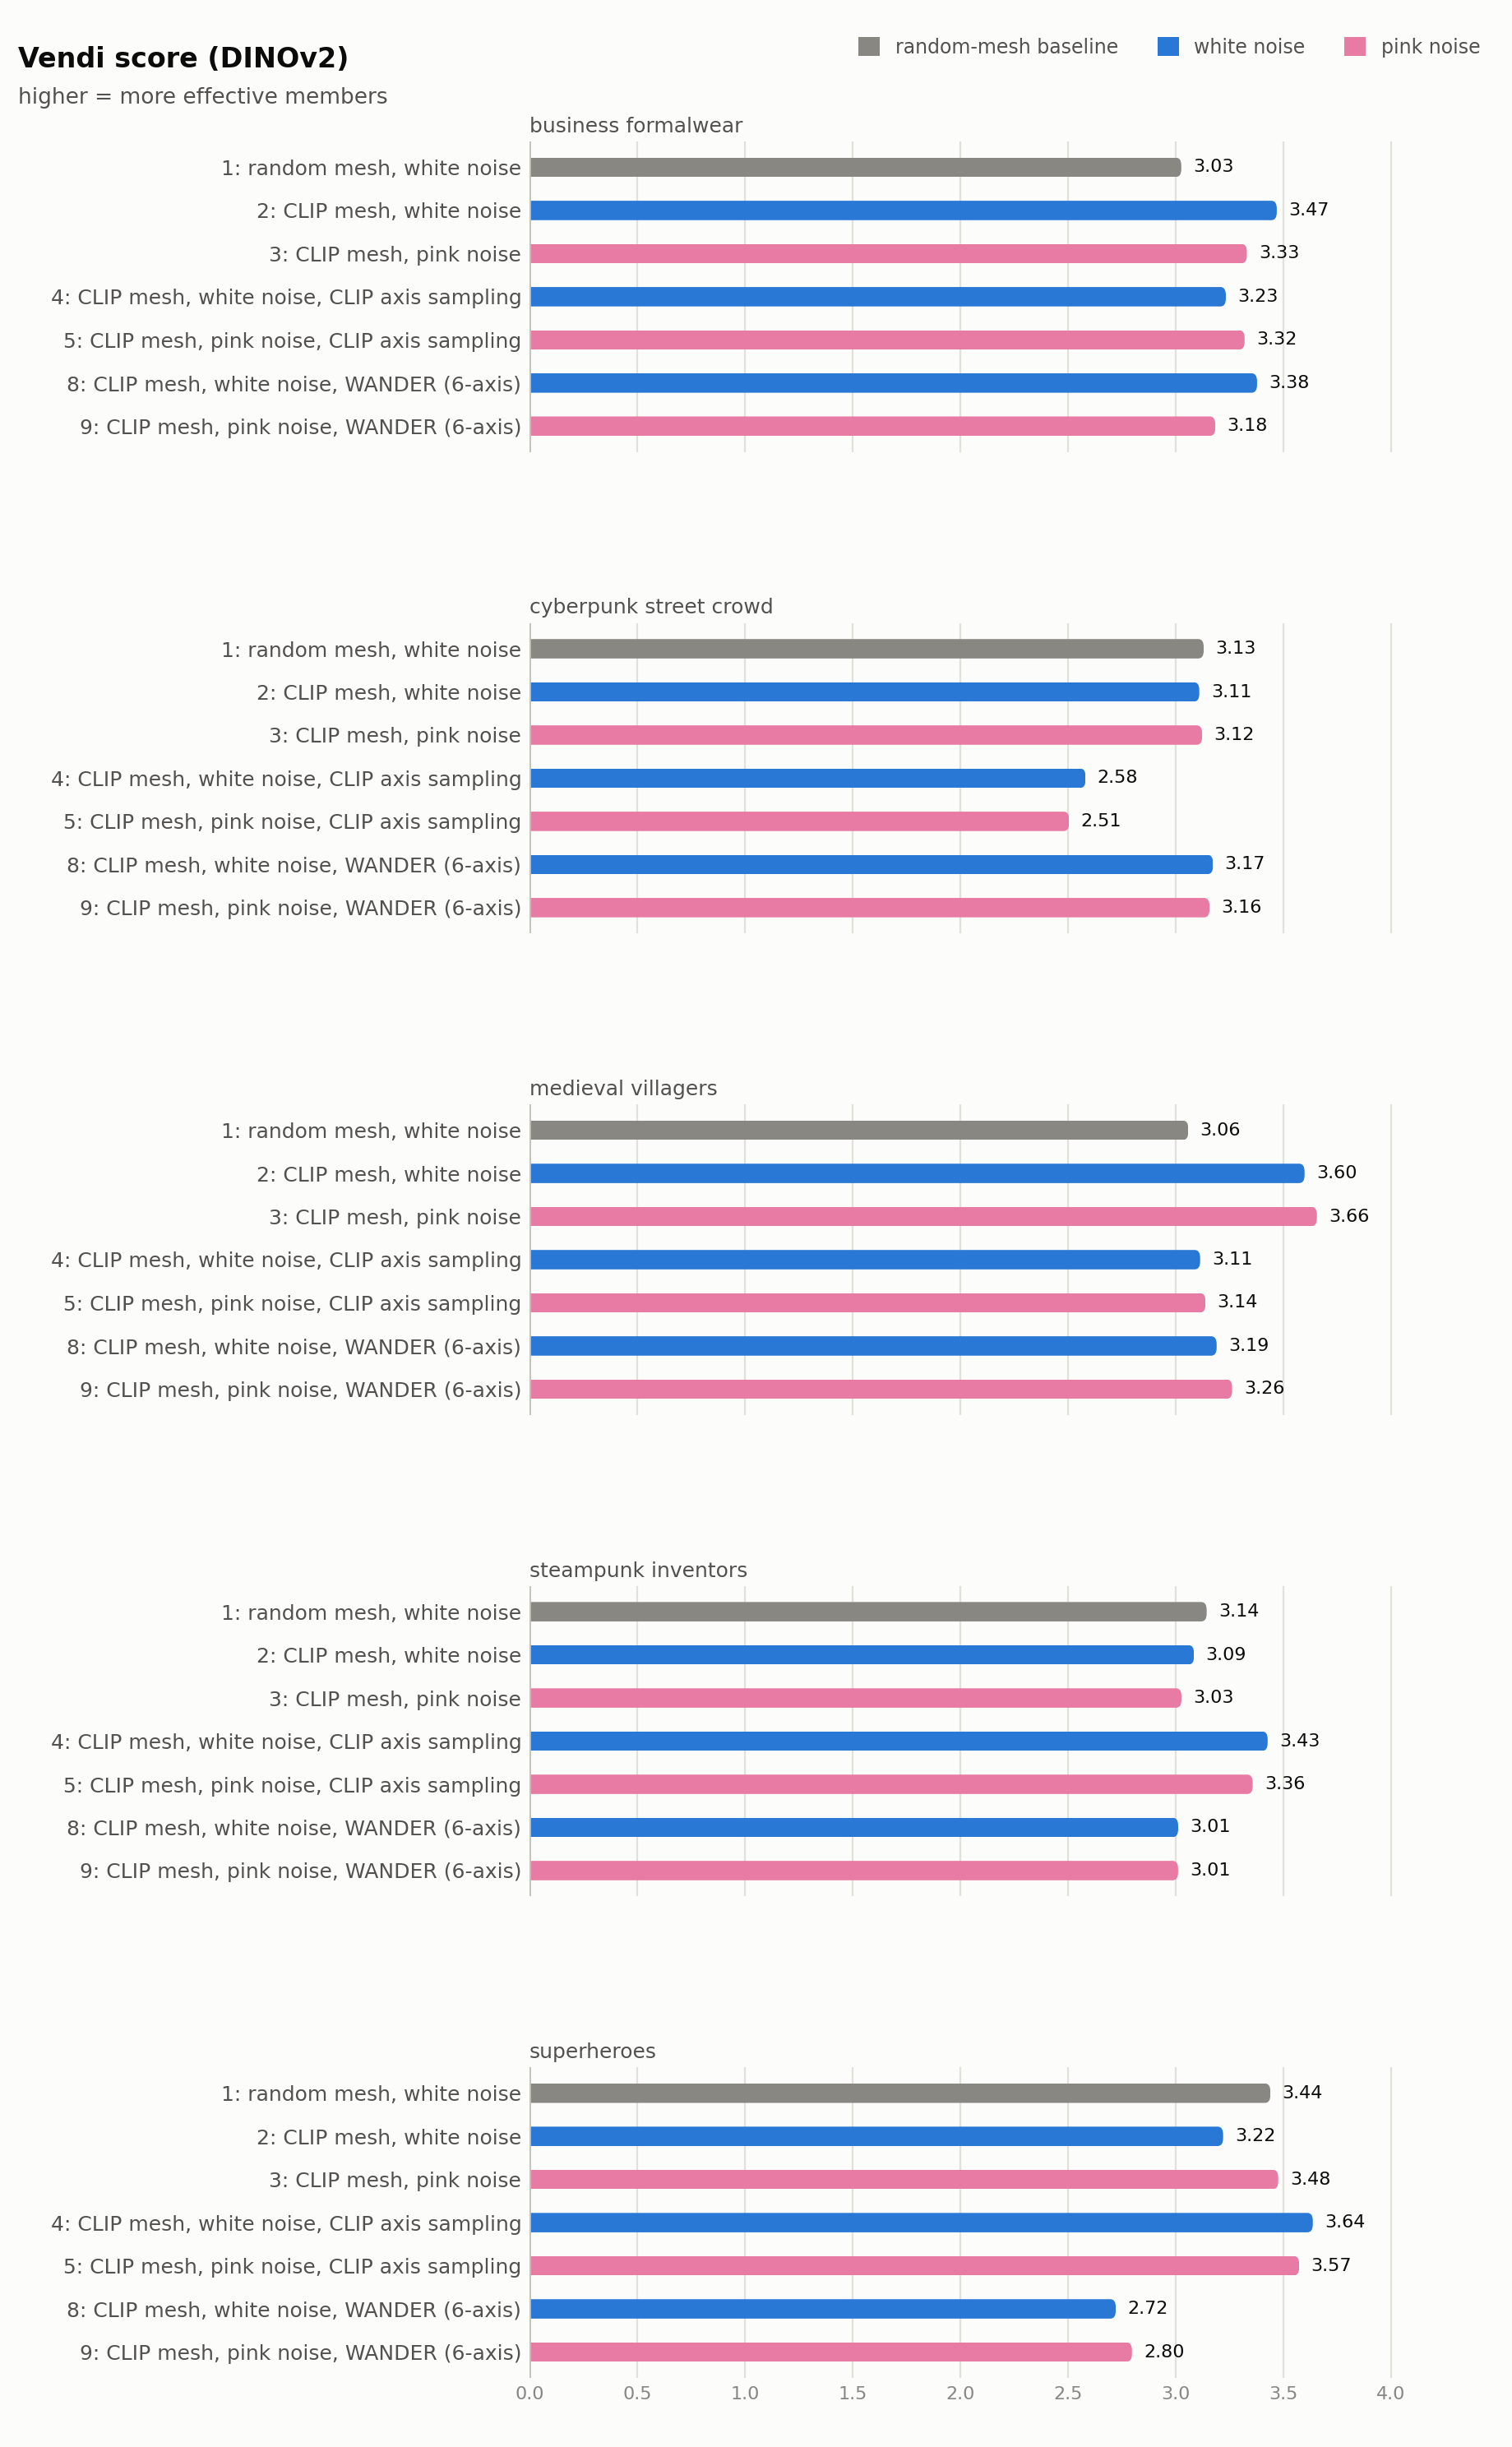 Vendi score (DINOv2)
higher = more effective members
random-mesh baseline
white noise
pink noise
business formalwear
1: random mesh, white noise 3.03
2: CLIP mesh, white noise 3.47
3: CLIP mesh, pink noise 3.33
4: CLIP mesh, white noise, CLIP axis sampling 3.23
5: CLIP mesh, pink noise, CLIP axis sampling 3.32
8: CLIP mesh, white noise, WANDER (6-axis) 3.38
9: CLIP mesh, pink noise, WANDER (6-axis) 3.18
cyberpunk street crowd
1: random mesh, white noise 3.13
2: CLIP mesh, white noise 3.11
3: CLIP mesh, pink noise 3.12
4: CLIP mesh, white noise, CLIP axis sampling 2.58
5: CLIP mesh, pink noise, CLIP axis sampling 2.51
8: CLIP mesh, white noise, WANDER (6-axis) 3.17
9: CLIP mesh, pink noise, WANDER (6-axis) 3.16
medieval villagers
1: random mesh, white noise 3.06
2: CLIP mesh, white noise 3.60
3: CLIP mesh, pink noise 3.66
4: CLIP mesh, white noise, CLIP axis sampling 3.11
5: CLIP mesh, pink noise, CLIP axis sampling 3.14
8: CLIP mesh, white noise, WANDER (6-axis) 3.19
9: CLIP mesh, pink noise, WANDER (6-axis) 3.26
steampunk inventors
1: random mesh, white noise 3.14
2: CLIP mesh, white noise 3.09
3: CLIP mesh, pink noise 3.03
4: CLIP mesh, white noise, CLIP axis sampling 3.43
5: CLIP mesh, pink noise, CLIP axis sampling 3.36
8: CLIP mesh, white noise, WANDER (6-axis) 3.01
9: CLIP mesh, pink noise, WANDER (6-axis) 3.01
superheroes
1: random mesh, white noise 3.44
2: CLIP mesh, white noise 3.22
3: CLIP mesh, pink noise 3.48
4: CLIP mesh, white noise, CLIP axis sampling 3.64
5: CLIP mesh, pink noise, CLIP axis sampling 3.57
8: CLIP mesh, white noise, WANDER (6-axis) 2.72
9: CLIP mesh, pink noise, WANDER (6-axis) 2.80
0.0 0.5 1.0 1.5 2.0 2.5 3.0 3.5 4.0